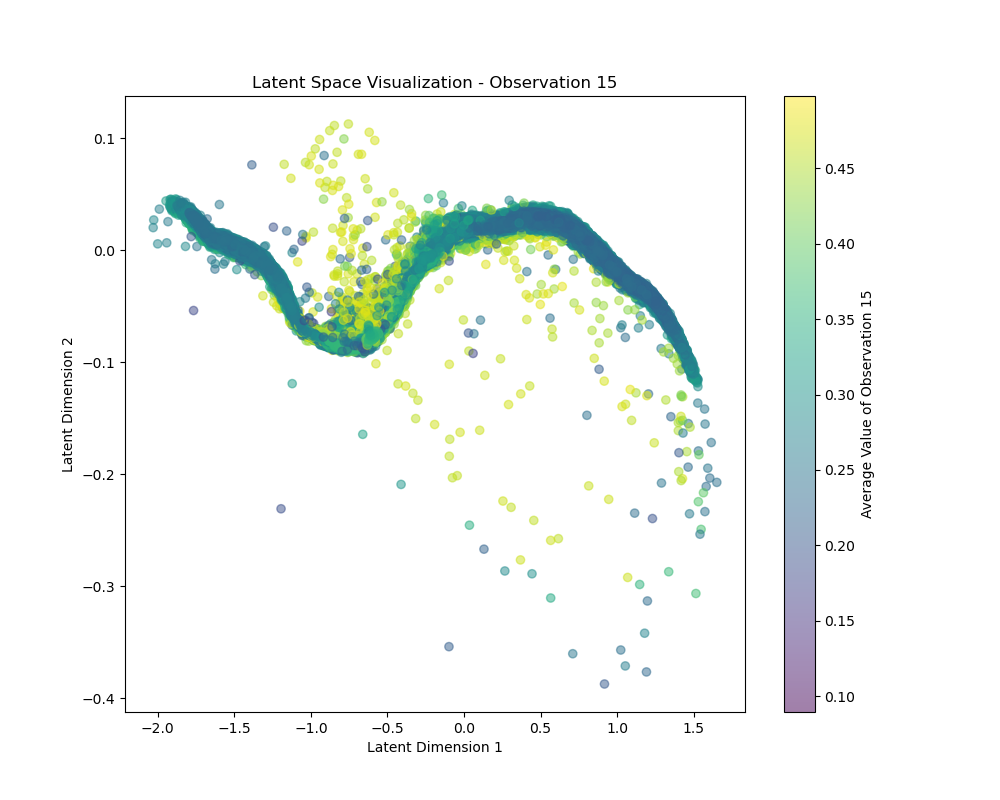 Latent Space Visualization - Observation 15
0.1
0.0
−0.1
−0.2
−0.3
−0.4
Latent Dimension 2
−2.0 −1.5 −1.0 −0.5 0.0 0.5 1.0 1.5
Latent Dimension 1
0.45
0.40
0.35
0.30
0.25
0.20
0.15
0.10
Average Value of Observation 15